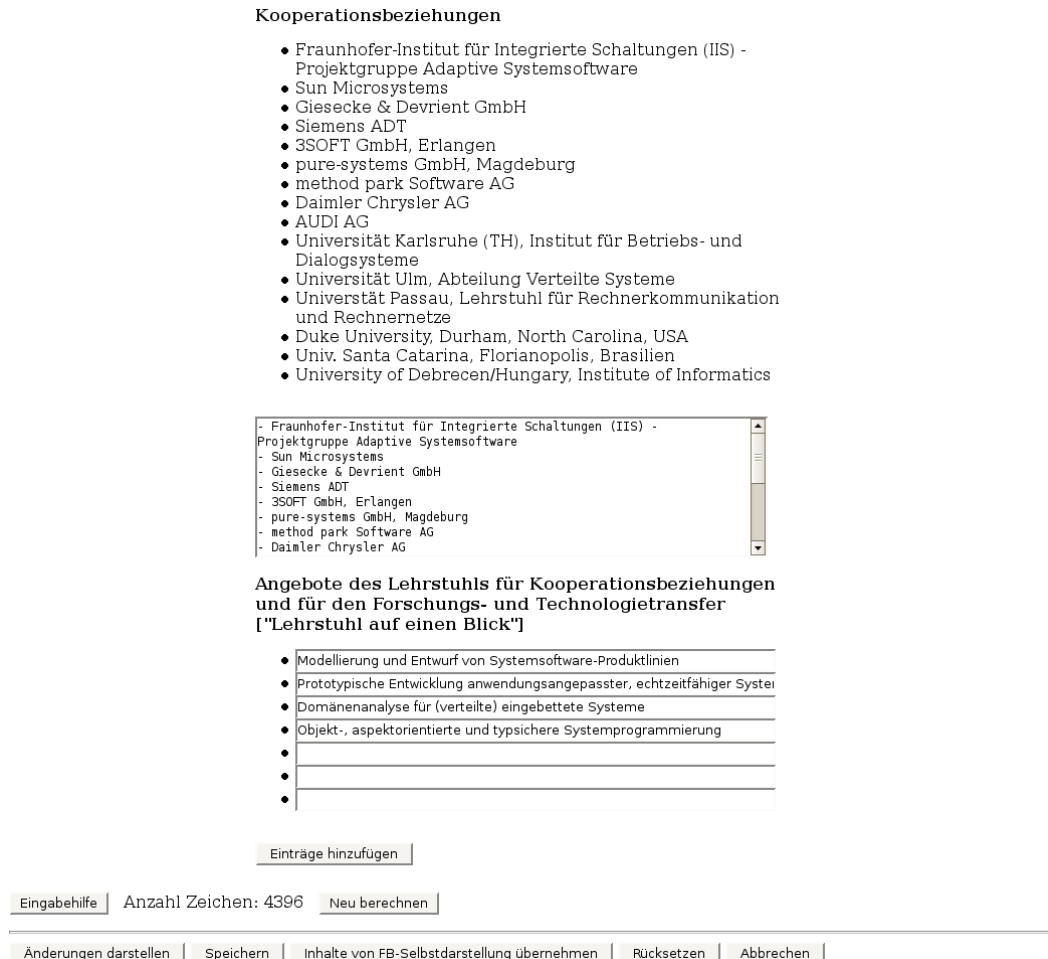 Kooperationsbeziehungen
Fraunhofer-Institut für Integrierte Schaltungen (IIS) -
Projektgruppe Adaptive Systemsoftware
Sun Microsystems
Giesecke & Devrient GmbH
Siemens ADT
3SOFT GmbH, Erlangen
pure-systems GmbH, Magdeburg
method park Software AG
Daimler Chrysler AG
AUDI AG
Universität Karlsruhe (TH), Institut für Betriebs- und
Dialogsysteme
Universität Ulm, Abteilung Verteilte Systeme
Universtät Passau, Lehrstuhl für Rechnerkommunikation
und Rechnernetze
Duke University, Durham, North Carolina, USA
Univ. Santa Catarina, Florianopolis, Brasilien
University of Debrecen/Hungary, Institute of Informatics
- Fraunhofer-Institut für Integrierte Schaltungen (IIS) -
Projektgruppe Adaptive Systemsoftware
- Sun Microsystems
- Giesecke & Devrient GmbH
- Siemens ADT
- 3SOFT GmbH, Erlangen
- pure-systems GmbH, Magdeburg
- method park Software AG
- Daimler Chrysler AG
Angebote des Lehrstuhls für Kooperationsbeziehungen
und für den Forschungs- und Technologietransfer
["Lehrstuhl auf einen Blick"]
Modellierung und Entwurf von Systemsoftware-Produktlinien
Prototypische Entwicklung anwendungsangepasster, echtzeitfähiger System
Domänenanalyse für (verteilte) eingebettete Systeme
Objekt-, aspektorientierte und typsichere Systemprogrammierung
Einträge hinzufügen
Eingabehilfe Anzahl Zeichen: 4396 Neu berechnen
Änderungen darstellen Speichern Inhalte von FB-Selbstdarstellung übernehmen Rücksetzen Abbrechen